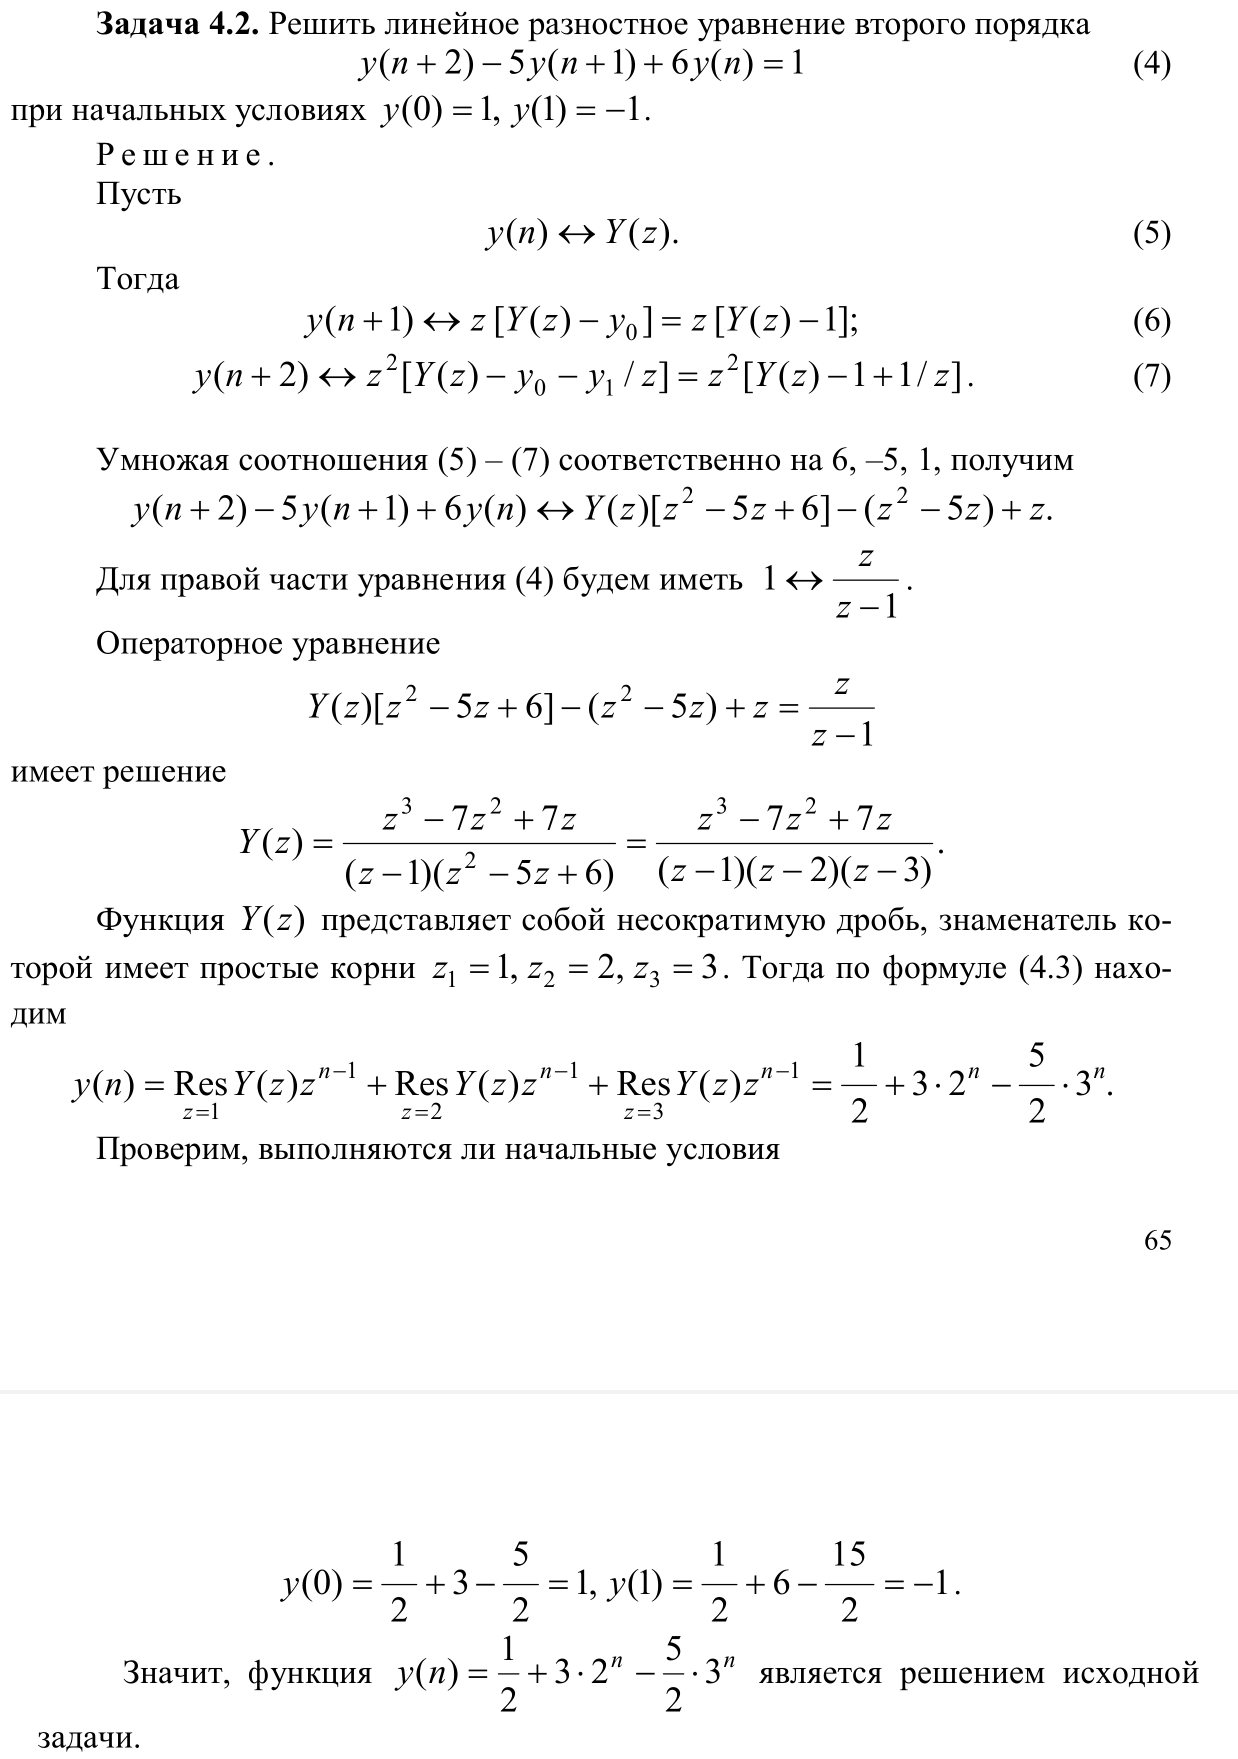 Задача 4.2. Решить линейное разностное уравнение второго порядка
y(n + 2) − 5y(n + 1) + 6y(n) = 1 (4)
при начальных условиях y(0) = 1, y(1) = −1.
Решение.
Пусть
y(n) ↔ Y(z). (5)
Тогда
y(n + 1) ↔ z [Y(z) − y₀] = z [Y(z) − 1]; (6)
y(n + 2) ↔ z²[Y(z) − y₀ − y₁ / z] = z²[Y(z) − 1 + 1/ z]. (7)
Умножая соотношения (5) – (7) соответственно на 6, –5, 1, получим
y(n + 2) − 5y(n + 1) + 6y(n) ↔ Y(z)[z² − 5z + 6] − (z² − 5z) + z.
Для правой части уравнения (4) будем иметь 1 ↔ z/(z − 1).
Операторное уравнение
Y(z)[z² − 5z + 6] − (z² − 5z) + z = z/(z − 1)
имеет решение
Y(z) = (z³ − 7z² + 7z)/((z − 1)(z² − 5z + 6)) = (z³ − 7z² + 7z)/((z − 1)(z − 2)(z − 3)).
Функция Y(z) представляет собой несократимую дробь, знаменатель ко-
торой имеет простые корни z₁ = 1, z₂ = 2, z₃ = 3. Тогда по формуле (4.3) нахо-
дим
y(n) = Res_{z=1} Y(z)zⁿ⁻¹ + Res_{z=2} Y(z)zⁿ⁻¹ + Res_{z=3} Y(z)zⁿ⁻¹ = 1/2 + 3 · 2ⁿ − 5/2 · 3ⁿ.
Проверим, выполняются ли начальные условия
65
y(0) = 1/2 + 3 − 5/2 = 1, y(1) = 1/2 + 6 − 15/2 = −1.
Значит, функция y(n) = 1/2 + 3 · 2ⁿ − 5/2 · 3ⁿ является решением исходной
задачи.